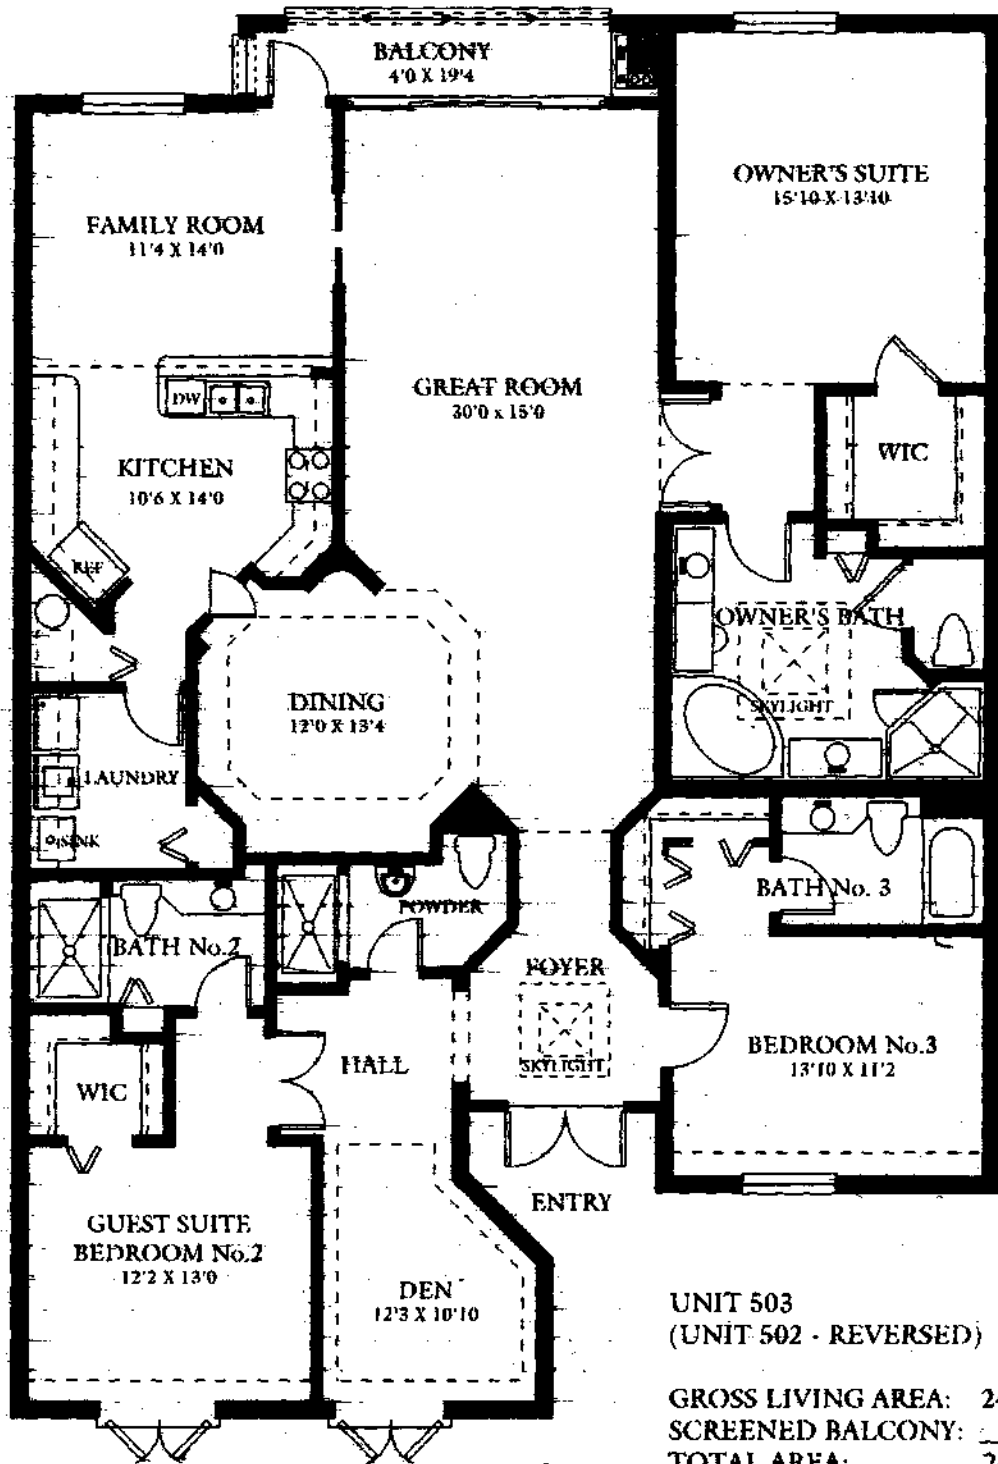 BALCONY
4'0 X 19'4
OWNER'S SUITE
15'10 X 13'10
FAMILY ROOM
11'4 X 14'0
GREAT ROOM
30'0 x 15'0
DW
KITCHEN
10'6 X 14'0
WIC
REF
OWNER'S BATH
SKYLIGHT
DINING
12'0 X 13'4
LAUNDRY
SINK
BATH No. 3
POWDER
BATH No.2
FOYER
SKYLIGHT
HALL
BEDROOM No.3
13'10 X 11'2
WIC
ENTRY
GUEST SUITE
BEDROOM No.2
12'2 X 13'0
DEN
12'3 X 10'10
UNIT 503
(UNIT 502 - REVERSED)
GROSS LIVING AREA:
SCREENED BALCONY:
TOTAL AREA: